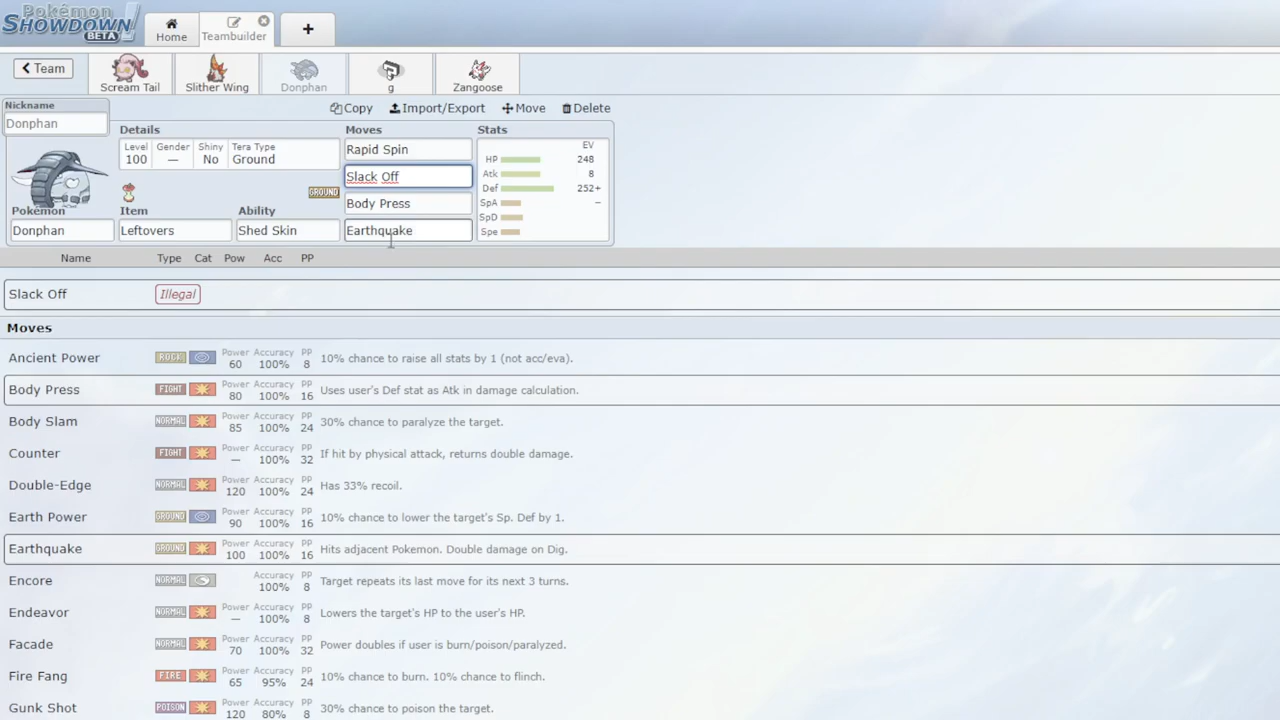 Pokémon
SHOWDOWN!
BETA
Home
Teambuilder
+
Team
Scream Tail
Slither Wing
Donphan
g
Zangoose
Nickname
Donphan
Copy
Import/Export
Move
Delete
Details
Level Gender Shiny Tera Type
100 — No Ground
GROUND
Pokémon Item Ability
Donphan Leftovers Shed Skin
Moves
Rapid Spin
Slack Off
Body Press
Earthquake
Stats
EV
HP 248
Atk 8
Def 252+
SpA –
SpD
Spe
Name Type Cat Pow Acc PP
Slack Off Illegal
Moves
Ancient Power ROCK Power 60 Accuracy 100% PP 8 10% chance to raise all stats by 1 (not acc/eva).
Body Press FIGHT Power 80 Accuracy 100% PP 16 Uses user's Def stat as Atk in damage calculation.
Body Slam NORMAL Power 85 Accuracy 100% PP 24 30% chance to paralyze the target.
Counter FIGHT Power — Accuracy 100% PP 32 If hit by physical attack, returns double damage.
Double-Edge NORMAL Power 120 Accuracy 100% PP 24 Has 33% recoil.
Earth Power GROUND Power 90 Accuracy 100% PP 16 10% chance to lower the target's Sp. Def by 1.
Earthquake GROUND Power 100 Accuracy 100% PP 16 Hits adjacent Pokemon. Double damage on Dig.
Encore NORMAL Accuracy 100% PP 8 Target repeats its last move for its next 3 turns.
Endeavor NORMAL Power — Accuracy 100% PP 8 Lowers the target's HP to the user's HP.
Facade NORMAL Power 70 Accuracy 100% PP 32 Power doubles if user is burn/poison/paralyzed.
Fire Fang FIRE Power 65 Accuracy 95% PP 24 10% chance to burn. 10% chance to flinch.
Gunk Shot POISON Power 120 Accuracy 80% PP 8 30% chance to poison the target.